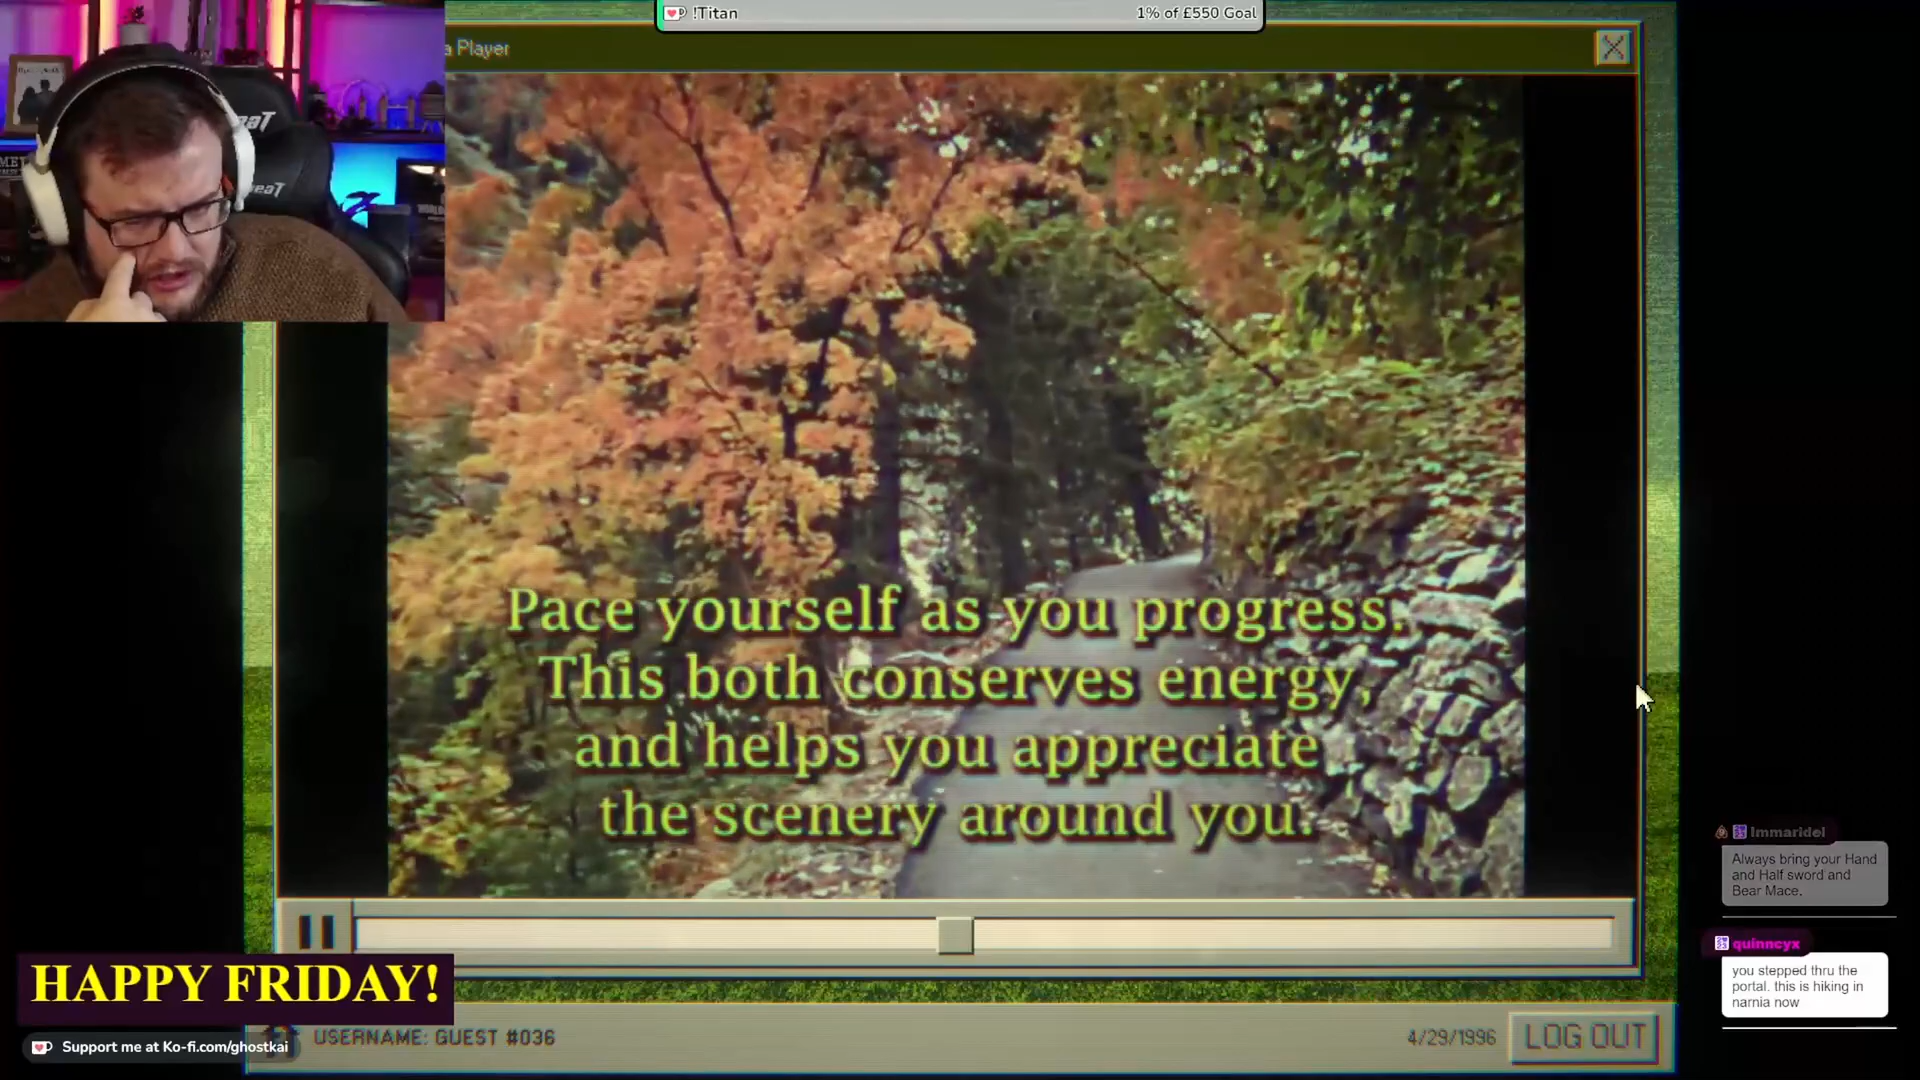 !Titan
1% of £550 Goal
a Player
Pace yourself as you progress.
This both conserves energy,
and helps you appreciate
the scenery around you.
Immaridel
Always bring your Hand
and Half sword and
Bear Mace.
quinncyx
you stepped thru the
portal. this is hiking in
narnia now
HAPPY FRIDAY!
Support me at Ko-fi.com/ghostkai
USERNAME: GUEST #036
4/29/1996
LOG OUT